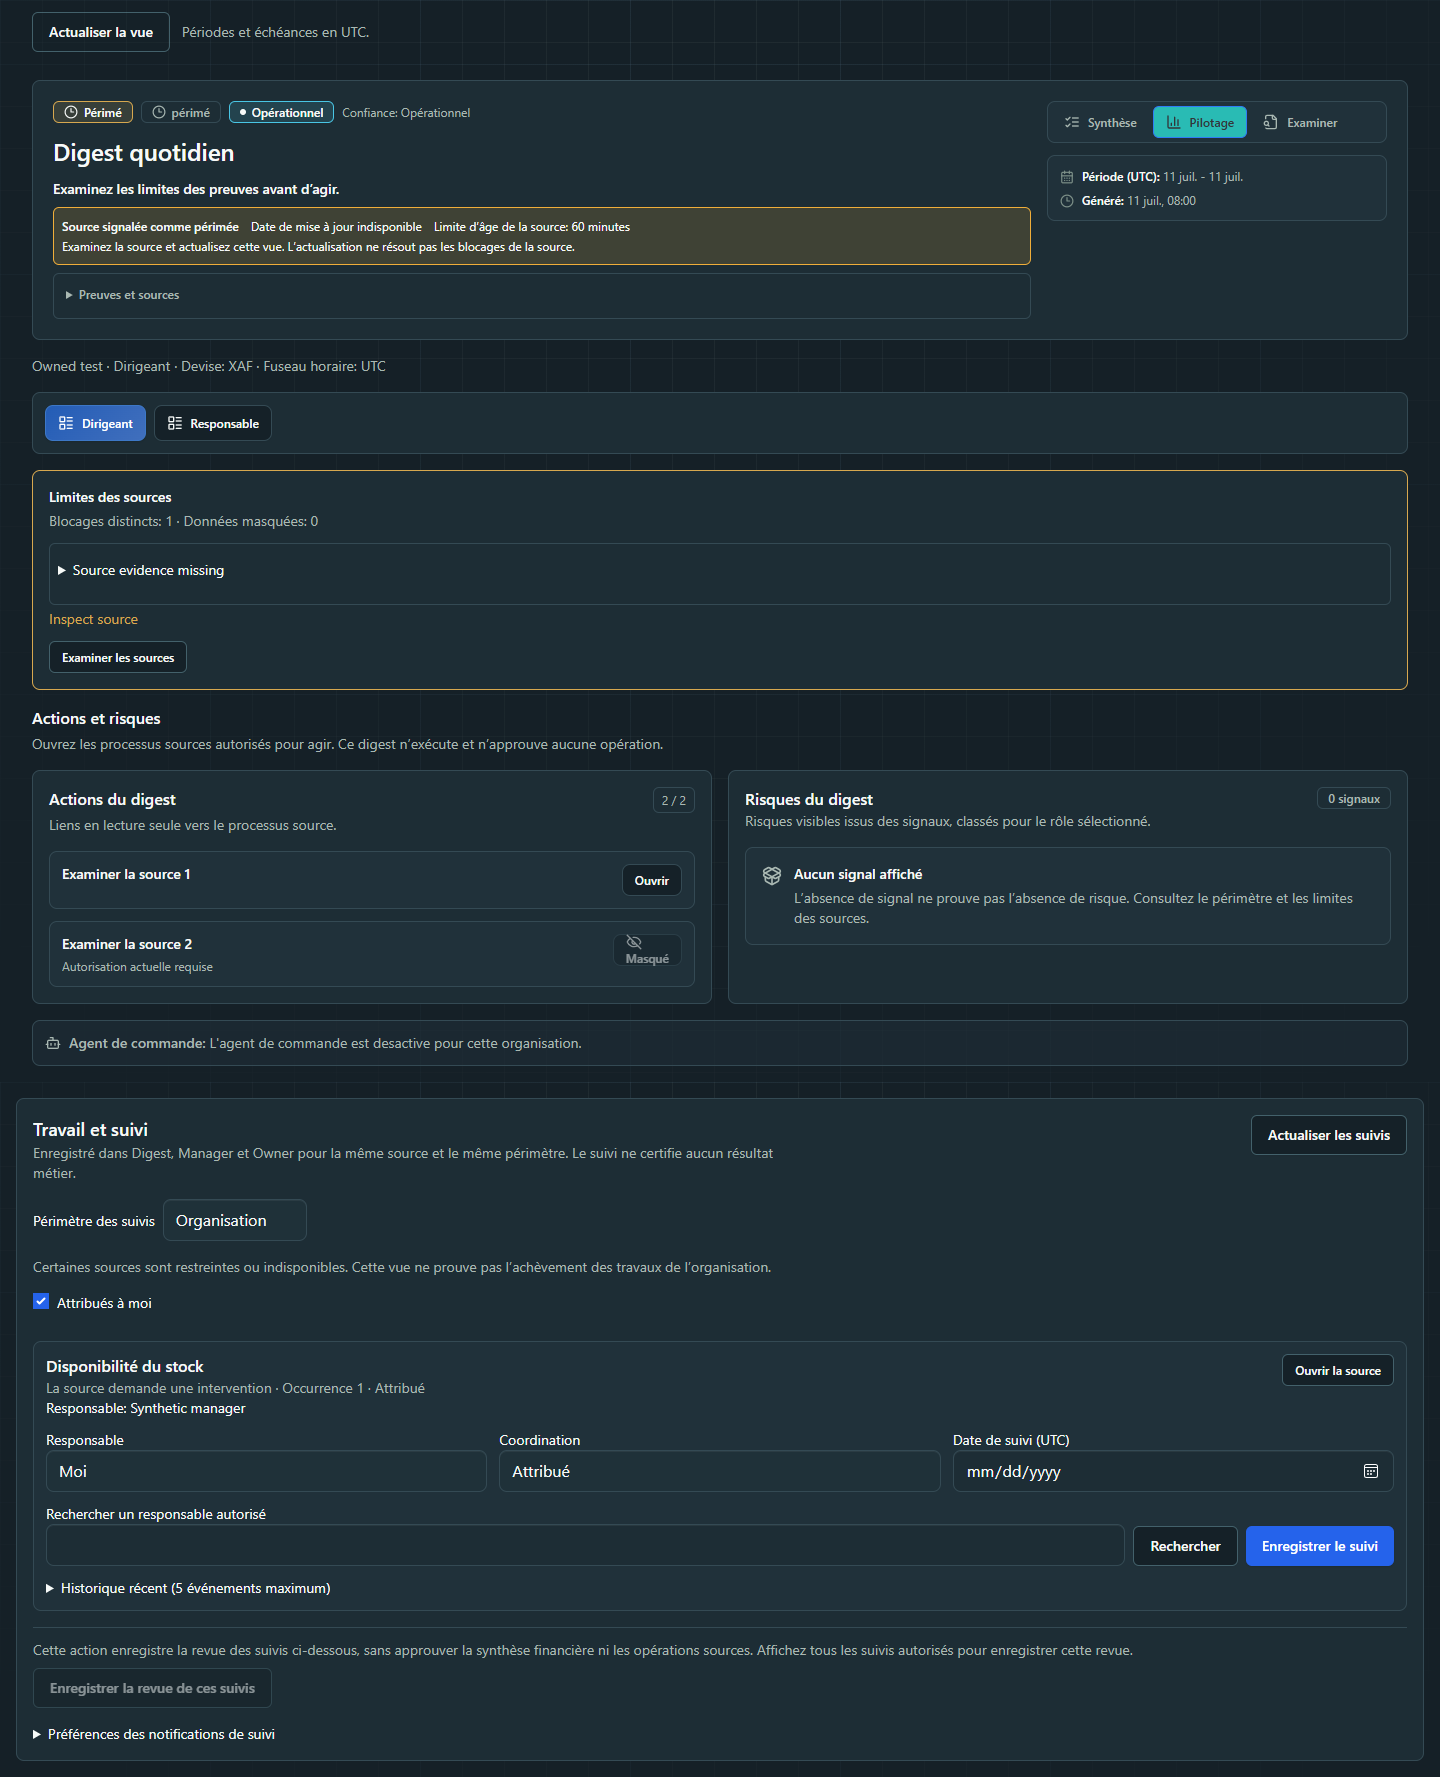 Actualiser la vue
Périodes et échéances en UTC.
Périmé
périmé
Opérationnel
Confiance: Opérationnel
Digest quotidien
Examinez les limites des preuves avant d’agir.
Source signalée comme périmée Date de mise à jour indisponible Limite d’âge de la source: 60 minutes
Examinez la source et actualisez cette vue. L’actualisation ne résout pas les blocages de la source.
Preuves et sources
Synthèse
Pilotage
Examiner
Période (UTC): 11 juil. - 11 juil.
Généré: 11 juil., 08:00
Owned test · Dirigeant · Devise: XAF · Fuseau horaire: UTC
Dirigeant
Responsable
Limites des sources
Blocages distincts: 1 · Données masquées: 0
Source evidence missing
Inspect source
Examiner les sources
Actions et risques
Ouvrez les processus sources autorisés pour agir. Ce digest n’exécute et n’approuve aucune opération.
Actions du digest
2 / 2
Liens en lecture seule vers le processus source.
Examiner la source 1
Ouvrir
Examiner la source 2
Autorisation actuelle requise
Masqué
Risques du digest
0 signaux
Risques visibles issus des signaux, classés pour le rôle sélectionné.
Aucun signal affiché
L’absence de signal ne prouve pas l’absence de risque. Consultez le périmètre et les limites
des sources.
Agent de commande: L'agent de commande est desactive pour cette organisation.
Travail et suivi
Enregistré dans Digest, Manager et Owner pour la même source et le même périmètre. Le suivi ne certifie aucun résultat
métier.
Actualiser les suivis
Périmètre des suivis
Organisation
Certaines sources sont restreintes ou indisponibles. Cette vue ne prouve pas l’achèvement des travaux de l’organisation.
Attribués à moi
Disponibilité du stock
La source demande une intervention · Occurrence 1 · Attribué
Responsable: Synthetic manager
Ouvrir la source
Responsable
Moi
Coordination
Attribué
Date de suivi (UTC)
mm/dd/yyyy
Rechercher un responsable autorisé
Rechercher
Enregistrer le suivi
Historique récent (5 événements maximum)
Cette action enregistre la revue des suivis ci-dessous, sans approuver la synthèse financière ni les opérations sources. Affichez tous les suivis autorisés pour enregistrer cette revue.
Enregistrer la revue de ces suivis
Préférences des notifications de suivi